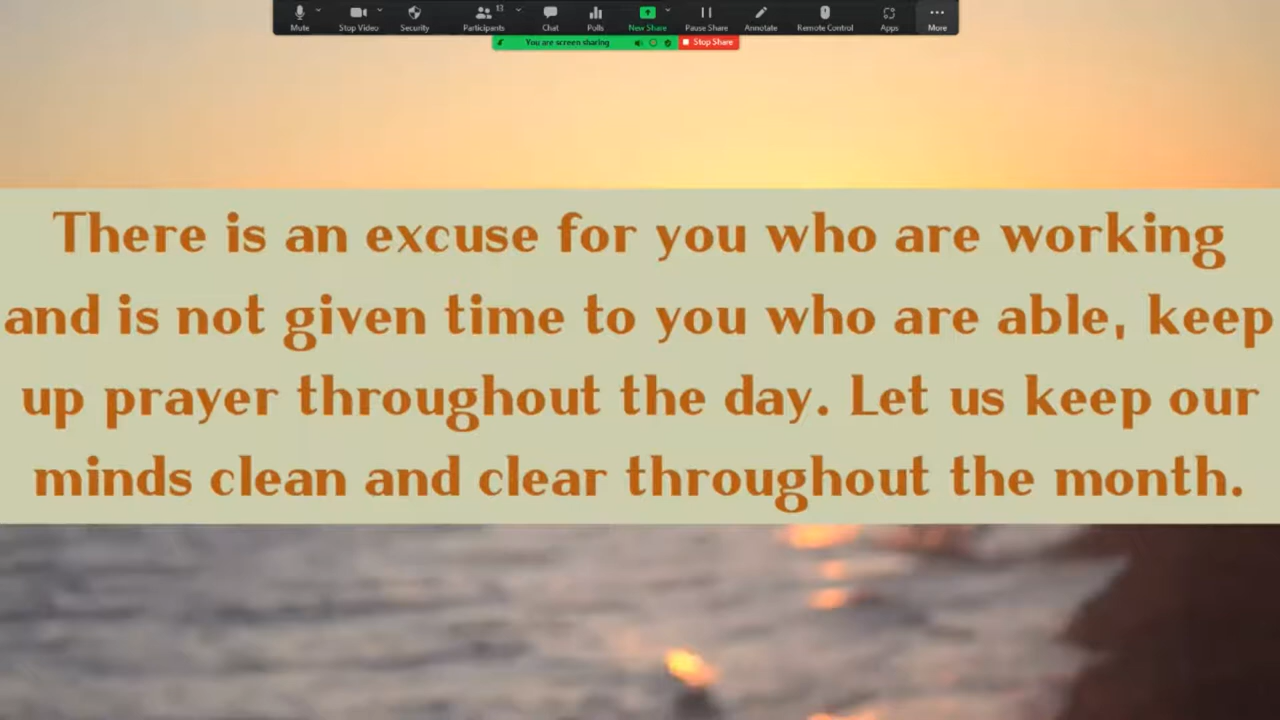 Mute
Stop Video
Security
Participants
13
Chat
Polls
New Share
Pause Share
Annotate
Remote Control
Apps
More
You are screen sharing
Stop Share
There is an excuse for you who are working
and is not given time to you who are able, keep
up prayer throughout the day. Let us keep our
minds clean and clear throughout the month.